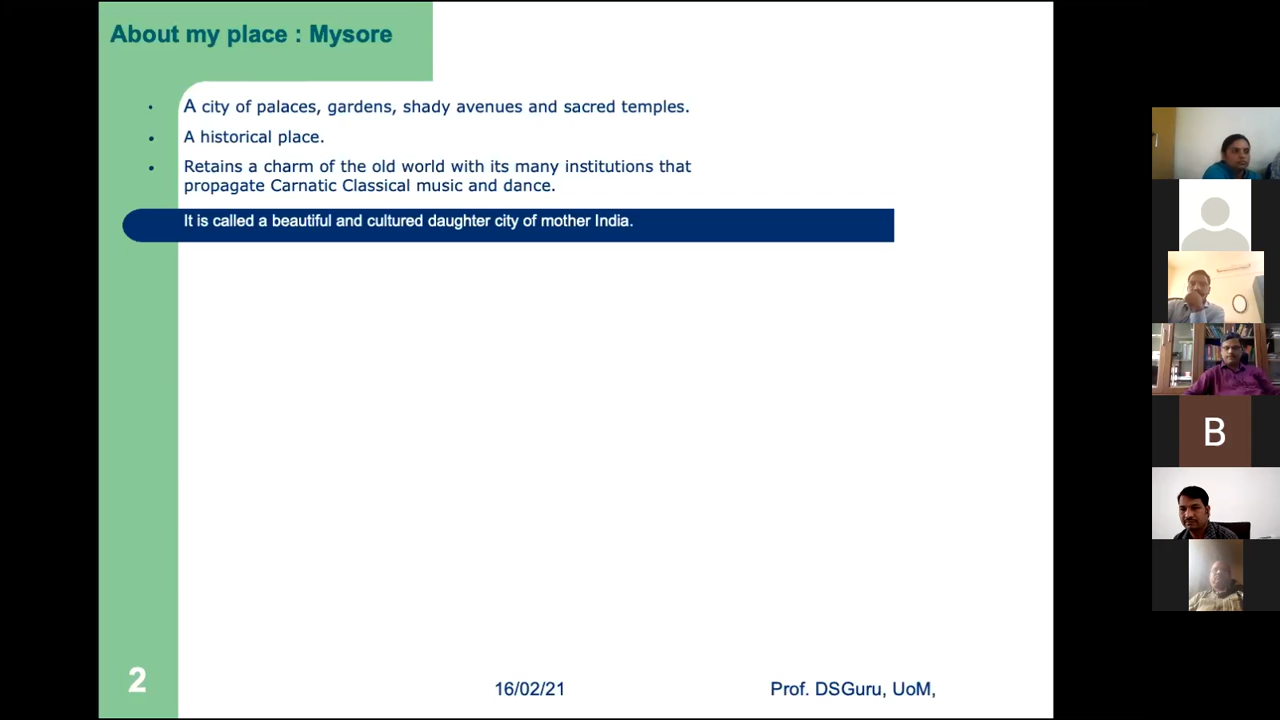 About my place : Mysore
• A city of palaces, gardens, shady avenues and sacred temples.
• A historical place.
• Retains a charm of the old world with its many institutions that
propagate Carnatic Classical music and dance.
It is called a beautiful and cultured daughter city of mother India.
B
2
16/02/21
Prof. DSGuru, UoM,